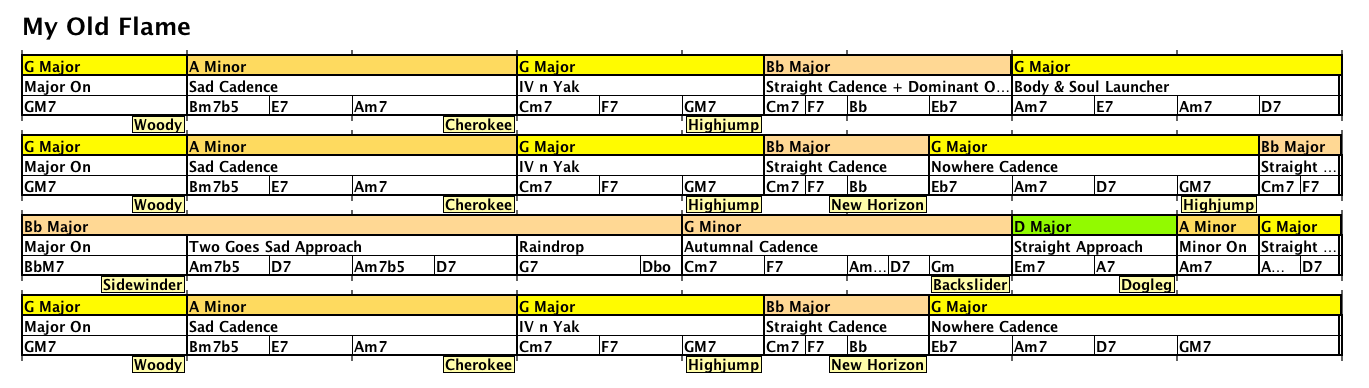 My Old Flame
G Major A Minor G Major Bb Major G Major
Major On Sad Cadence IV n Yak Straight Cadence + Dominant O... Body & Soul Launcher
GM7 Bm7b5 E7 Am7 Cm7 F7 GM7 Cm7 F7 Bb Eb7 Am7 E7 Am7 D7
Woody Cherokee Highjump
G Major A Minor G Major Bb Major G Major Bb Major
Major On Sad Cadence IV n Yak Straight Cadence Nowhere Cadence Straight ...
GM7 Bm7b5 E7 Am7 Cm7 F7 GM7 Cm7 F7 Bb Eb7 Am7 D7 GM7 Cm7 F7
Woody Cherokee Highjump New Horizon Highjump
Bb Major G Minor D Major A Minor G Major
Major On Two Goes Sad Approach Raindrop Autumnal Cadence Straight Approach Minor On Straight ...
BbM7 Am7b5 D7 Am7b5 D7 G7 Dbo Cm7 F7 Am... D7 Gm Em7 A7 Am7 A... D7
Sidewinder Backslider Dogleg
G Major A Minor G Major Bb Major G Major
Major On Sad Cadence IV n Yak Straight Cadence Nowhere Cadence
GM7 Bm7b5 E7 Am7 Cm7 F7 GM7 Cm7 F7 Bb Eb7 Am7 D7 GM7
Woody Cherokee Highjump New Horizon